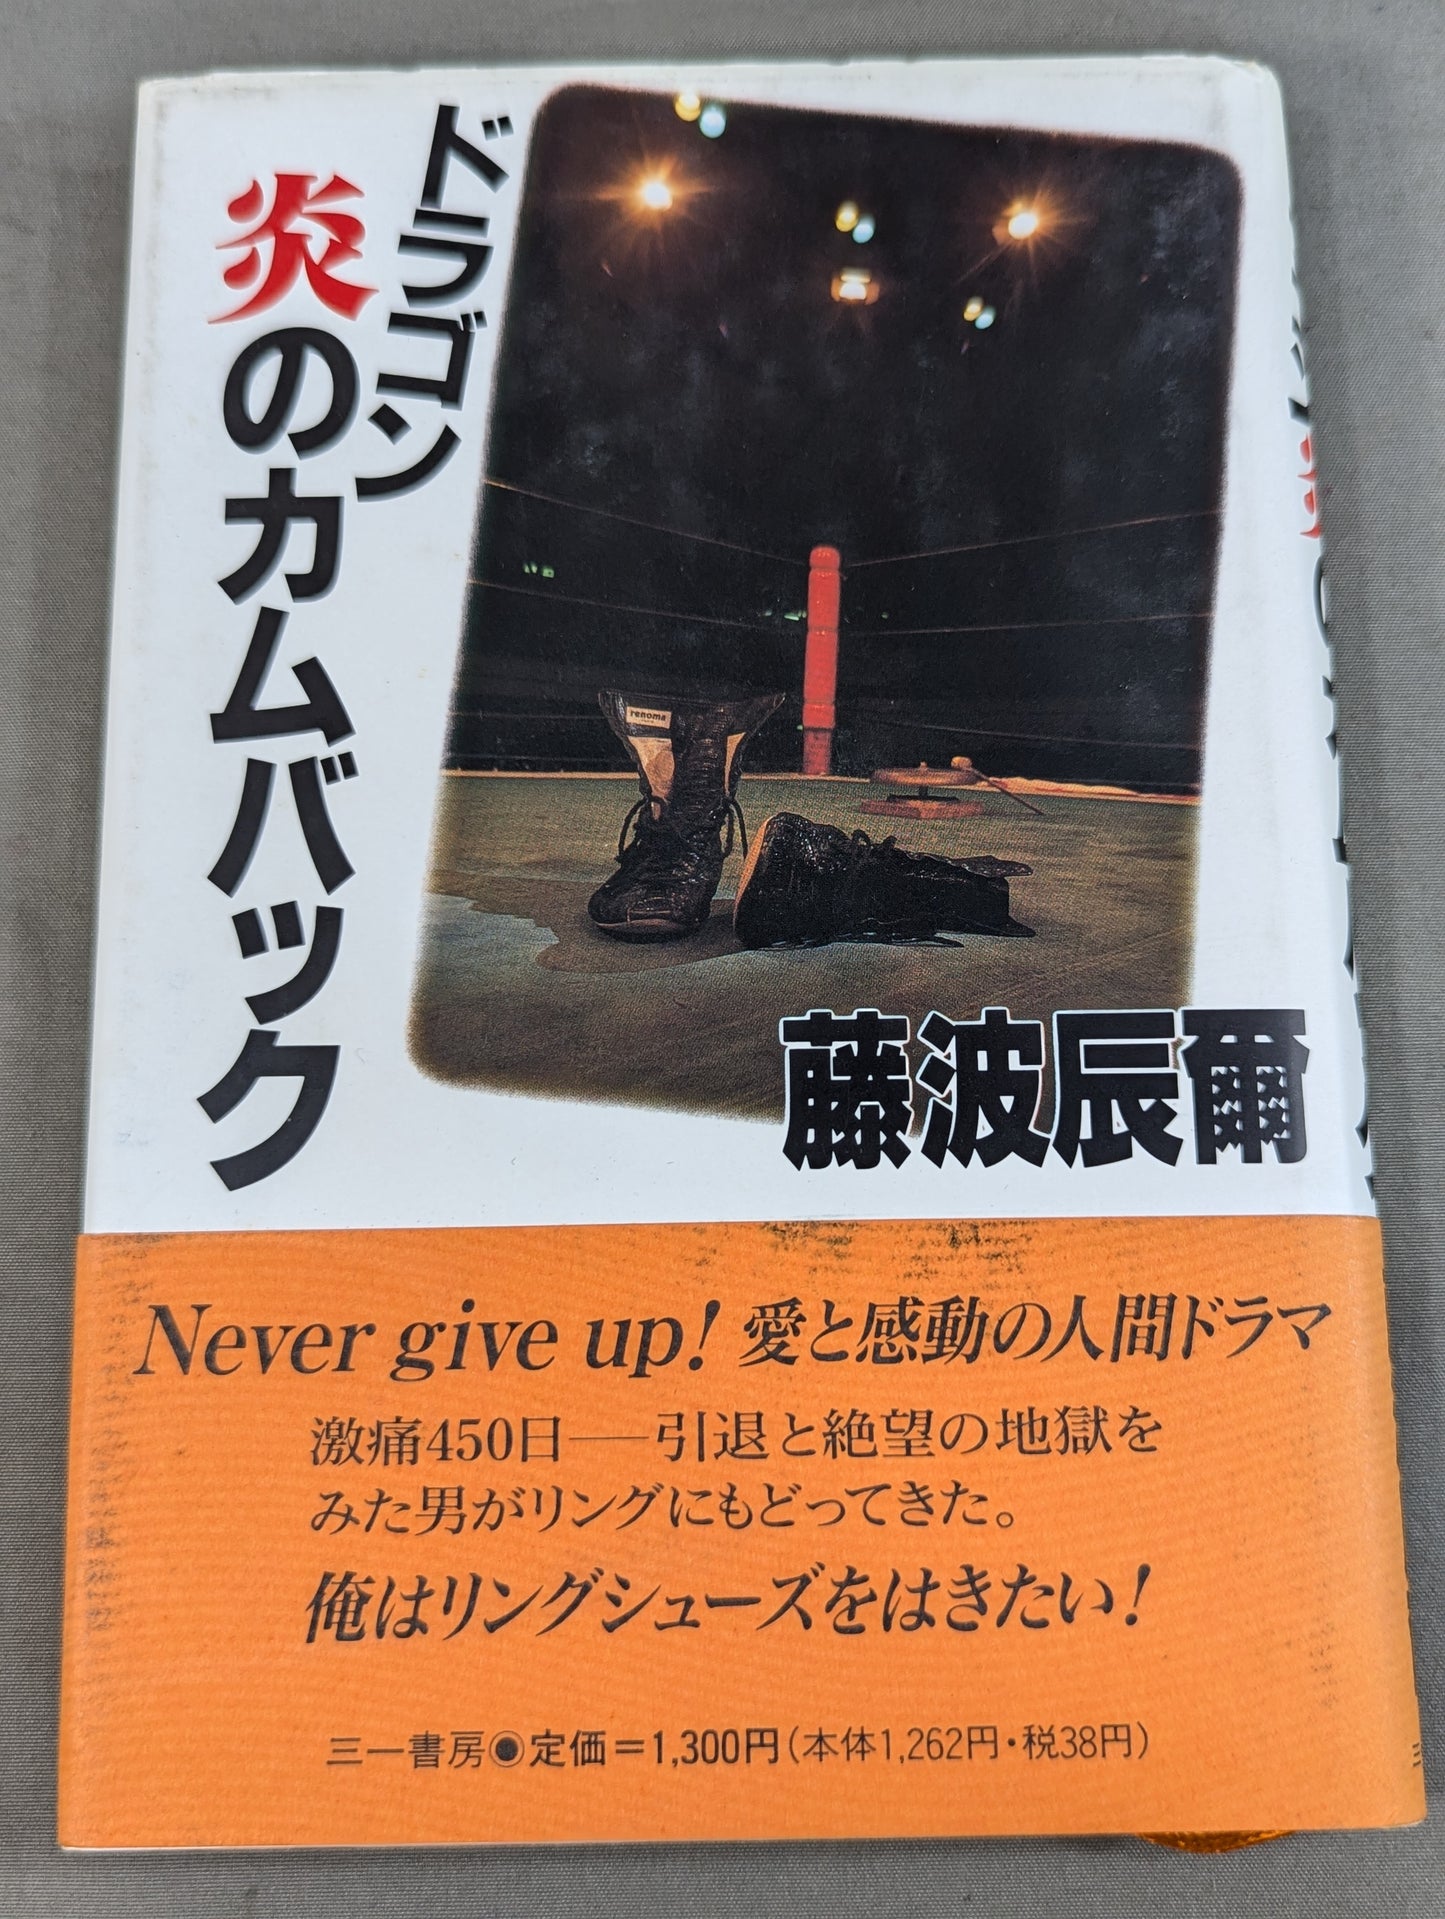 ドラゴン
炎のカムバック
renoma
藤波辰爾
Never give up! 愛と感動の人間ドラマ
激痛450日――引退と絶望の地獄を
みた男がリングにもどってきた。
俺はリングシューズをはきたい!
三一書房◉定価＝1,300円(本体1,262円・税38円)